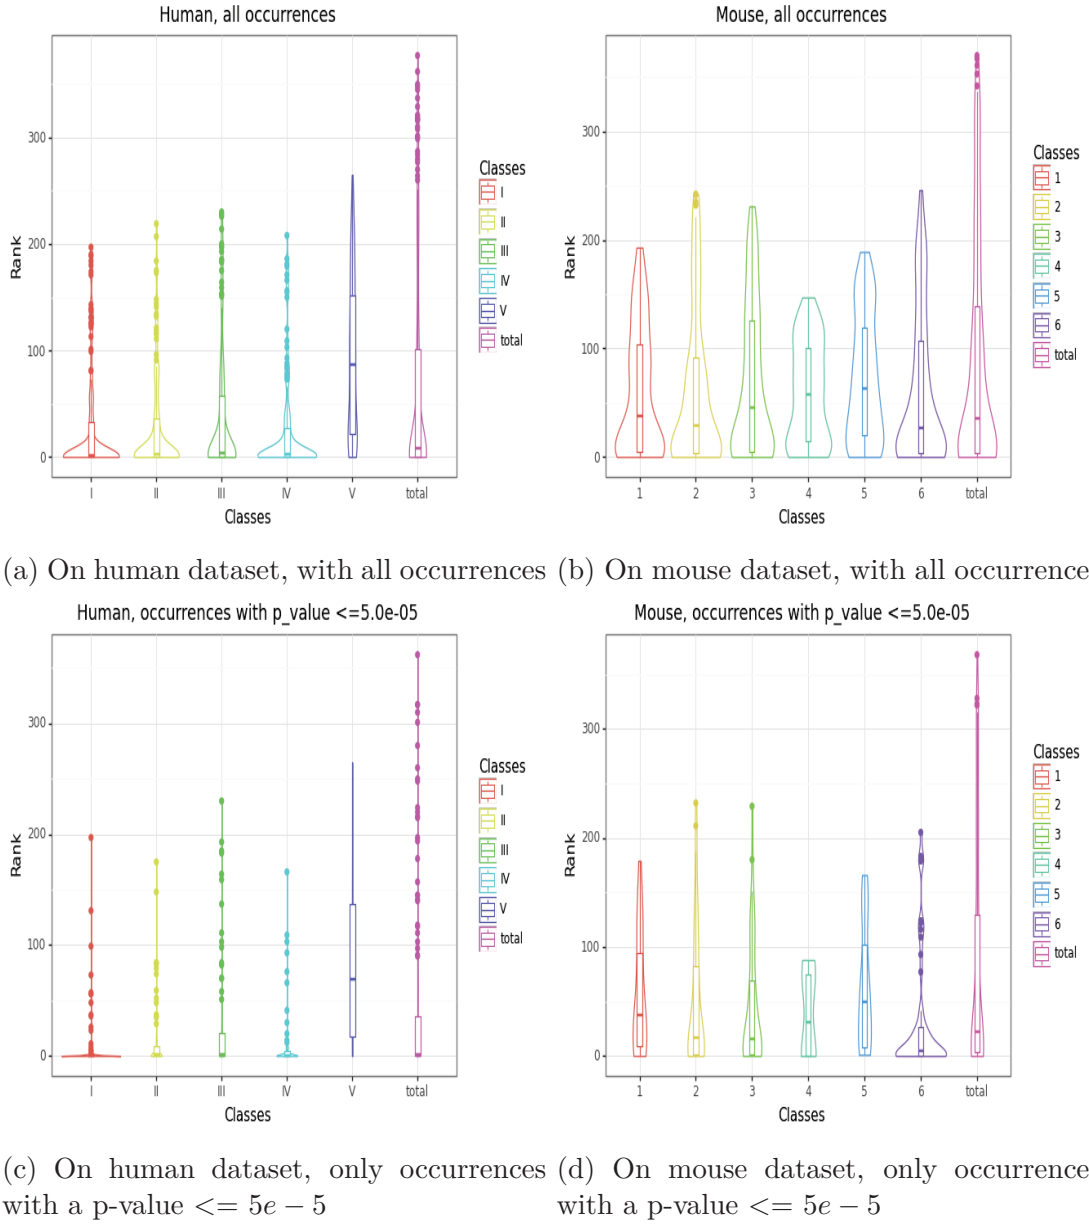 Human, all occurrences
Rank
300
200
100
0
I II III IV V total
Classes
Classes
I
II
III
IV
V
total
Mouse, all occurrences
Rank
300
200
100
0
1 2 3 4 5 6 total
Classes
Classes
1
2
3
4
5
6
total
(a) On human dataset, with all occurrences
(b) On mouse dataset, with all occurrence
Human, occurrences with p_value <=5.0e-05
Rank
300
200
100
0
I II III IV V total
Classes
Classes
I
II
III
IV
V
total
Mouse, occurrences with p_value <=5.0e-05
Rank
300
200
100
0
1 2 3 4 5 6 total
Classes
Classes
1
2
3
4
5
6
total
(c) On human dataset, only occurrences
with a p-value <= 5e − 5
(d) On mouse dataset, only occurrence
with a p-value <= 5e − 5